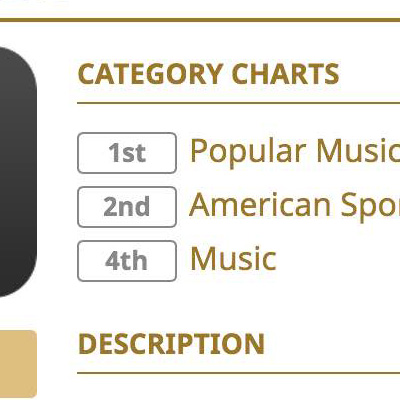 CATEGORY CHARTS
1st Popular Music
2nd American
4th Music
DESCRIPTION